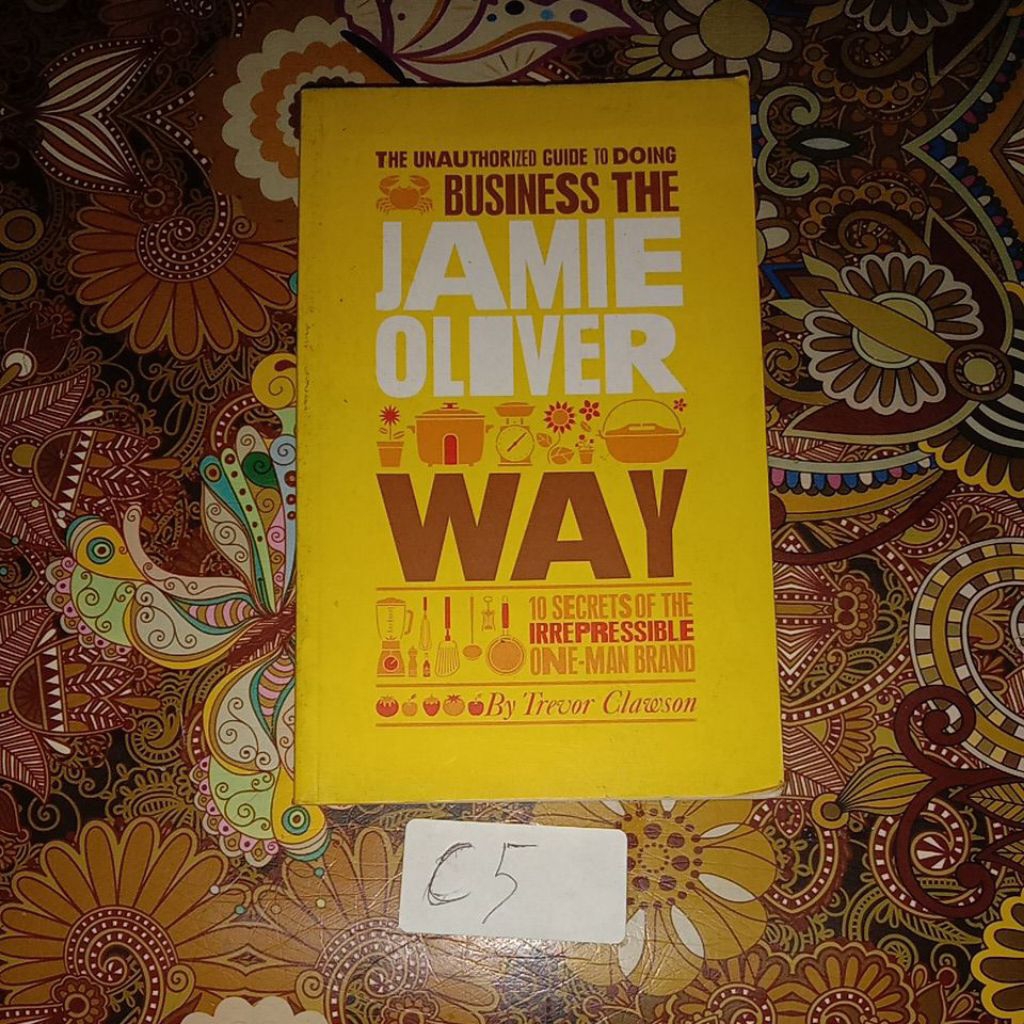 THE UNAUTHORIZED GUIDE TO DOING
BUSINESS THE
JAMIE
OLIVER
WAY
10 SECRETS OF THE
IRREPRESSIBLE
ONE-MAN BRAND
By Trevor Clawson
C5